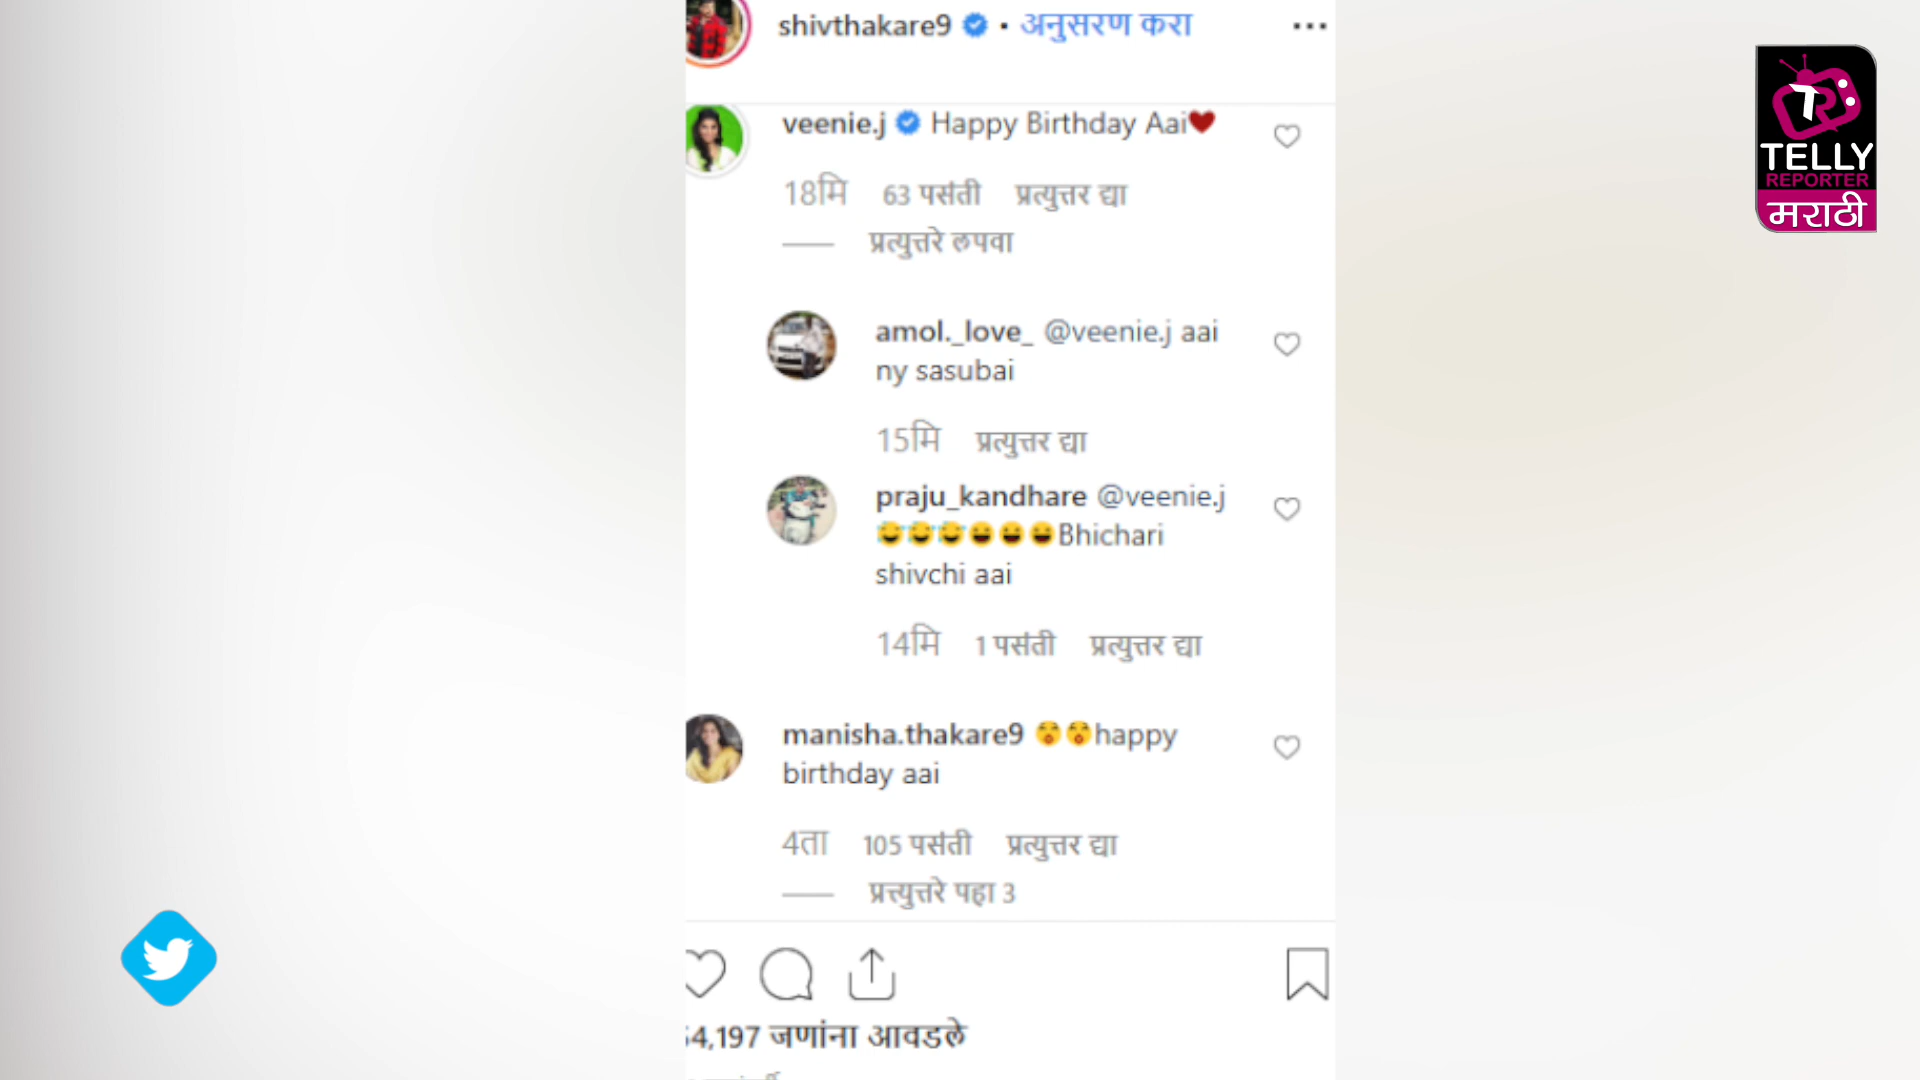 shivthakare9 • अनुसरण करा
veenie.j Happy Birthday Aai❤
18मि 63 पसंती प्रत्युत्तर द्या
प्रत्युत्तरे लपवा
amol._love_ @veenie.j aai
ny sasubai
15मि प्रत्युत्तर द्या
praju_kandhare @veenie.j
😅😅😅😄😄😄Bhichari
shivchi aai
14मि 1 पसंती प्रत्युत्तर द्या
manisha.thakare9 😲😲happy
birthday aai
4ता 105 पसंती प्रत्युत्तर द्या
प्रत्त्युत्तरे पहा 3
4,197 जणांना आवडले
TR
TELLY
REPORTER
मराठी